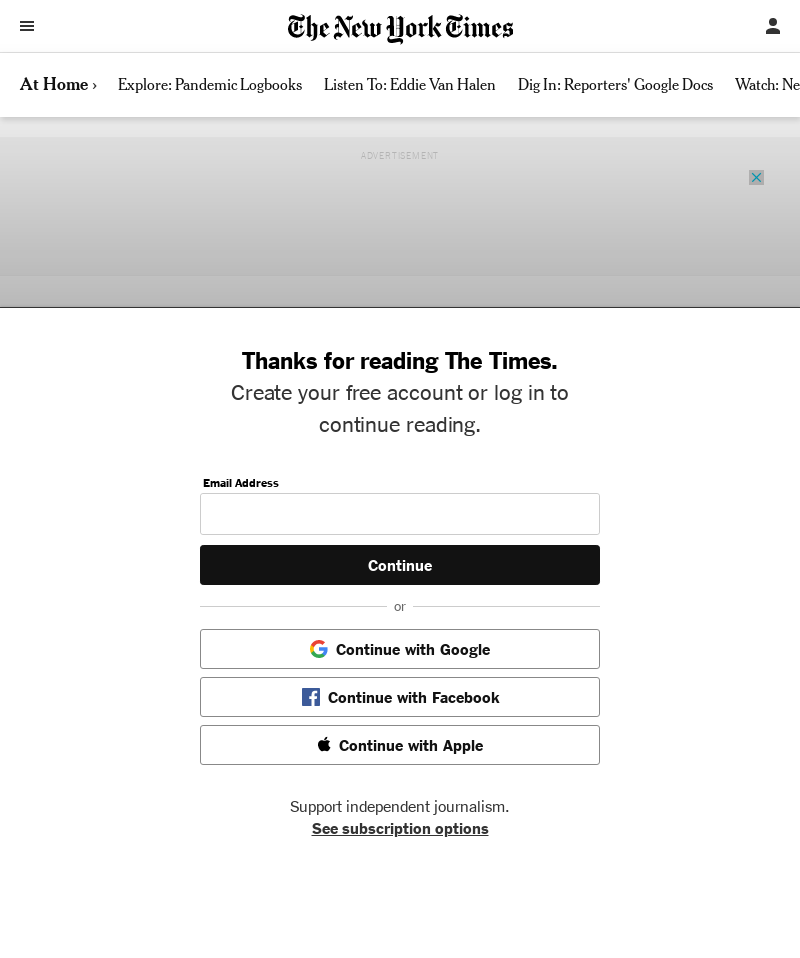 The New York Times
At Home ›
Explore: Pandemic Logbooks
Listen To: Eddie Van Halen
Dig In: Reporters' Google Docs
Watch: Ne
ADVERTISEMENT
Thanks for reading The Times.
Create your free account or log in to
continue reading.
Email Address
Continue
or
Continue with Google
Continue with Facebook
Continue with Apple
Support independent journalism.
See subscription options